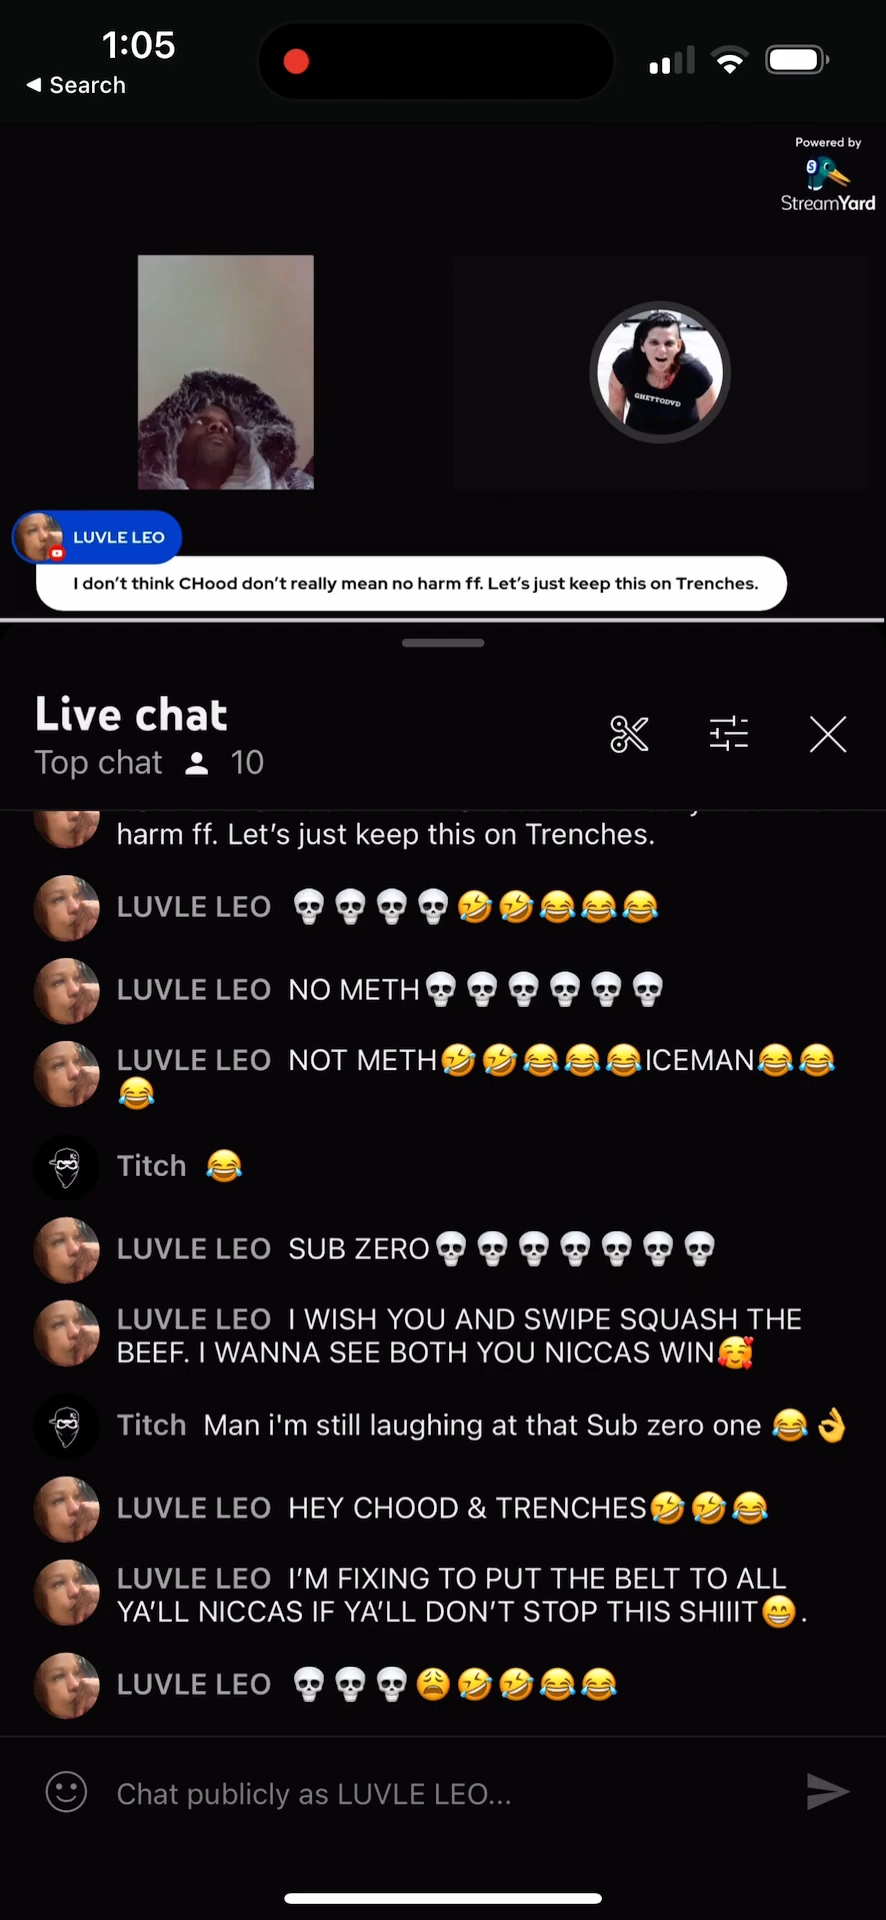 1:05
◀ Search
Powered by
StreamYard
GHETTODVD
LUVLE LEO
I don't think CHood don't really mean no harm ff. Let's just keep this on Trenches.
Live chat
Top chat 10
harm ff. Let's just keep this on Trenches.
LUVLE LEO 💀💀💀💀🤣🤣😂😂😂
LUVLE LEO NO METH💀💀💀💀💀💀
LUVLE LEO NOT METH🤣🤣😂😂😂ICEMAN😂😂
😂
Titch 😂
LUVLE LEO SUB ZERO💀💀💀💀💀💀💀
LUVLE LEO I WISH YOU AND SWIPE SQUASH THE
BEEF. I WANNA SEE BOTH YOU NICCAS WIN🥰
Titch Man i'm still laughing at that Sub zero one 😂👌
LUVLE LEO HEY CHOOD & TRENCHES🤣🤣😂
LUVLE LEO I'M FIXING TO PUT THE BELT TO ALL
YA'LL NICCAS IF YA'LL DON'T STOP THIS SHIIIT😁.
LUVLE LEO 💀💀💀😩🤣🤣😂😂
Chat publicly as LUVLE LEO...